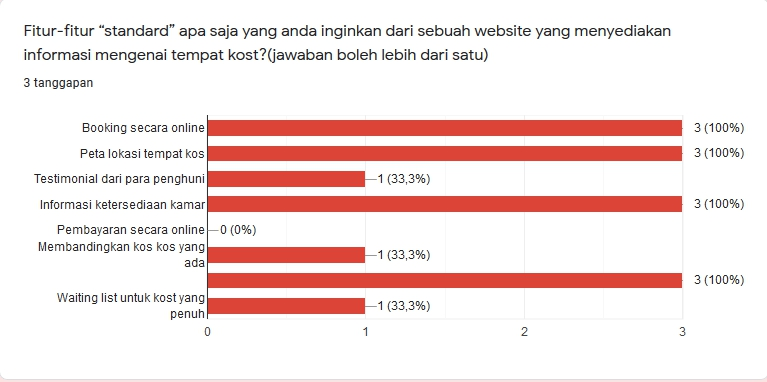 Fitur-fitur “standard” apa saja yang anda inginkan dari sebuah website yang menyediakan
informasi mengenai tempat kost?(jawaban boleh lebih dari satu)
3 tanggapan
Booking secara online 3 (100%)
Peta lokasi tempat kos 3 (100%)
Testimonial dari para penghuni 1 (33,3%)
Informasi ketersediaan kamar 3 (100%)
Pembayaran secara online 0 (0%)
Membandingkan kos kos yang
ada 1 (33,3%)
3 (100%)
Waiting list untuk kost yang
penuh 1 (33,3%)
0 1 2 3